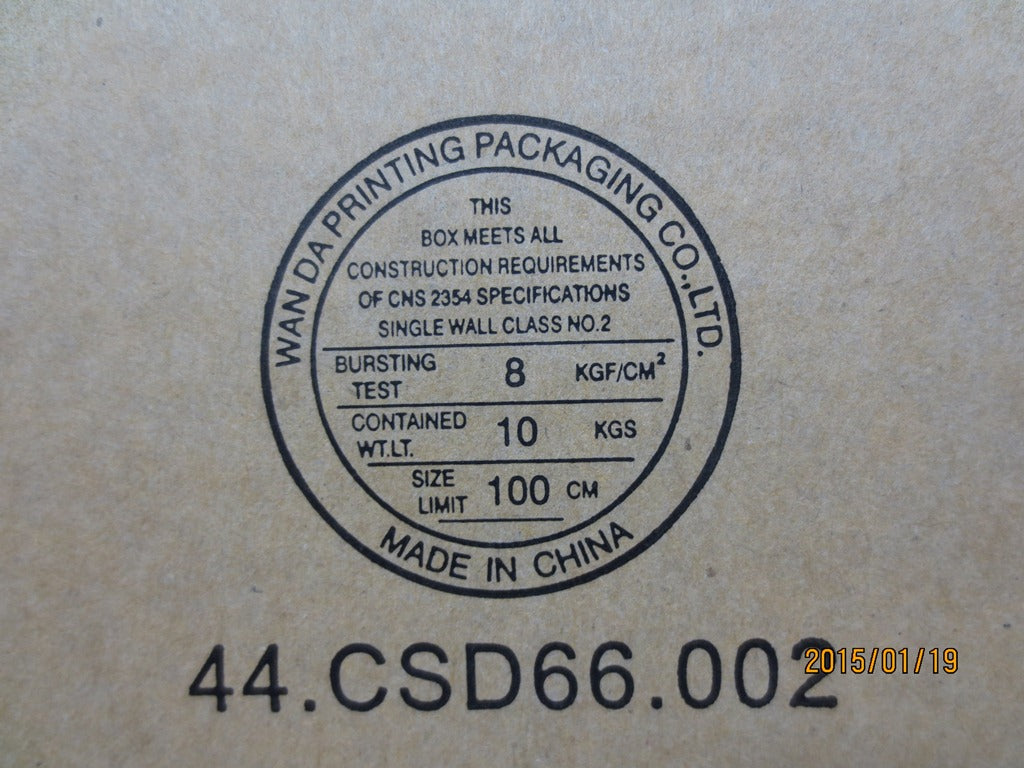 WAN DA PRINTING PACKAGING CO.,LTD.
THIS
BOX MEETS ALL
CONSTRUCTION REQUIREMENTS
OF CNS 2354 SPECIFICATIONS
SINGLE WALL CLASS NO.2
BURSTING TEST 8 KGF/CM²
CONTAINED WT.LT. 10 KGS
SIZE LIMIT 100 CM
MADE IN CHINA
44.CSD66.002
2015/01/19